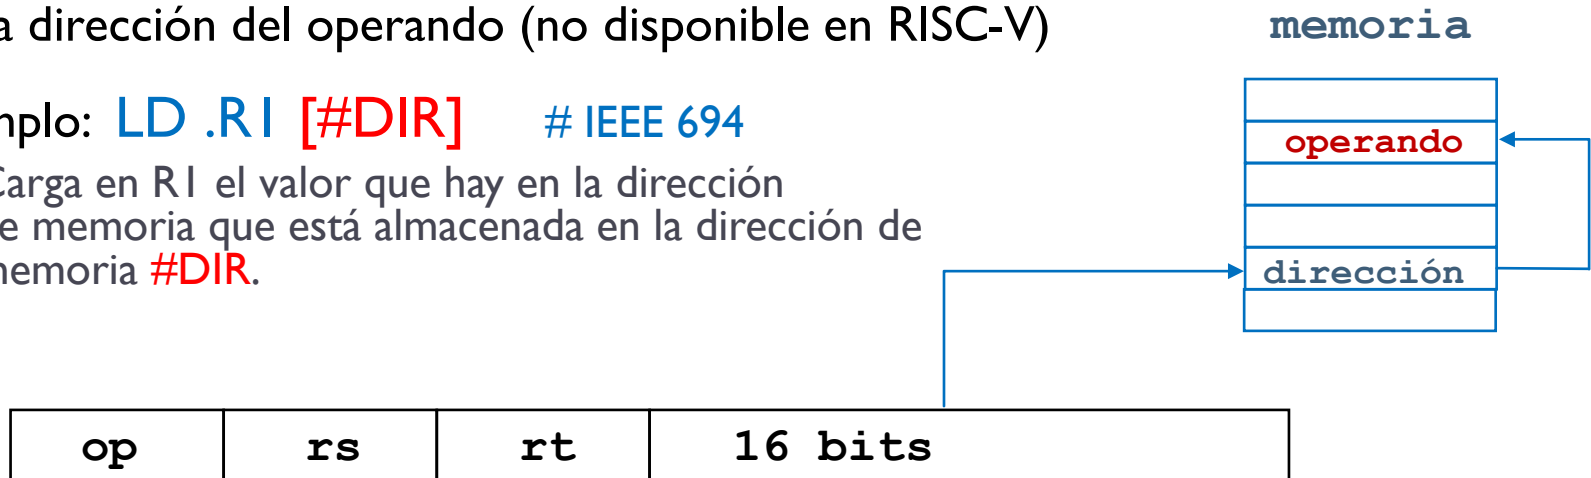 a dirección del operando (no disponible en RISC-V)
memoria
mplo: LD .R1 [#DIR] # IEEE 694
operando
Carga en R1 el valor que hay en la dirección
e memoria que está almacenada en la dirección de
memoria #DIR.
dirección
op rs rt 16 bits